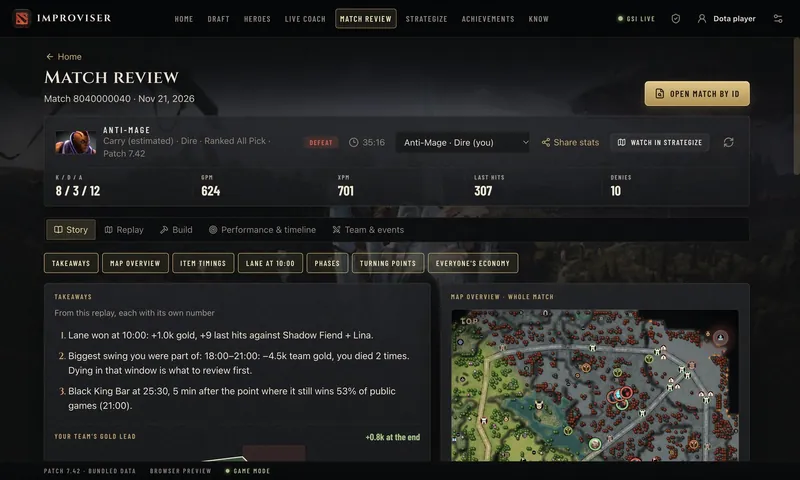 IMPROVISER
HOME DRAFT HEROES LIVE COACH MATCH REVIEW STRATEGIZE ACHIEVEMENTS KNOW
GSI LIVE
Dota player
← Home
MATCH REVIEW
Match 8040000040 · Nov 21, 2026
OPEN MATCH BY ID
ANTI-MAGE
Carry (estimated) · Dire · Ranked All Pick ·
Patch 7.42
DEFEAT
35:16
Anti-Mage · Dire (you)
Share stats
WATCH IN STRATEGIZE
K / D / A
8 / 3 / 12
GPM
624
XPM
701
LAST HITS
307
DENIES
10
Story Replay Build Performance & timeline Team & events
TAKEAWAYS MAP OVERVIEW ITEM TIMINGS LANE AT 10:00 PHASES TURNING POINTS EVERYONE'S ECONOMY
TAKEAWAYS
From this replay, each with its own number
1. Lane won at 10:00: +1.0k gold, +9 last hits against Shadow Fiend + Lina.
2. Biggest swing you were part of: 18:00–21:00: −4.5k team gold, you died 2 times.
Dying in that window is what to review first.
3. Black King Bar at 25:30, 5 min after the point where it still wins 53% of public
games (21:00).
YOUR TEAM'S GOLD LEAD
+0.8k at the end
MAP OVERVIEW · WHOLE MATCH
TOP
PATCH 7.42 · BUNDLED DATA BROWSER PREVIEW GAME MODE